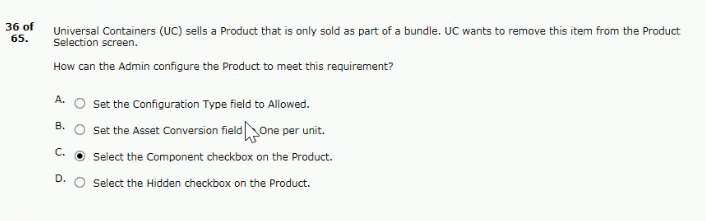 36 of
65.
Universal Containers (UC) sells a Product that is only sold as part of a bundle. UC wants to remove this item from the Product
Selection screen.
How can the Admin configure the Product to meet this requirement?
A. Set the Configuration Type field to Allowed.
B. Set the Asset Conversion field One per unit.
C. Select the Component checkbox on the Product.
D. Select the Hidden checkbox on the Product.